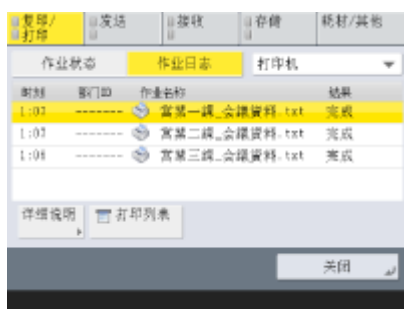 复印/打印 发送 接收 存储 耗材/其他
作业状态 作业日志 打印机
时刻 部门ID 作业名称 结果
1:03 ------- 営業一課_会議資料.txt 完成
1:03 ------- 営業二課_会議資料.txt 完成
1:06 ------- 営業三課_会議資料.txt 完成
详细说明 打印列表
关闭